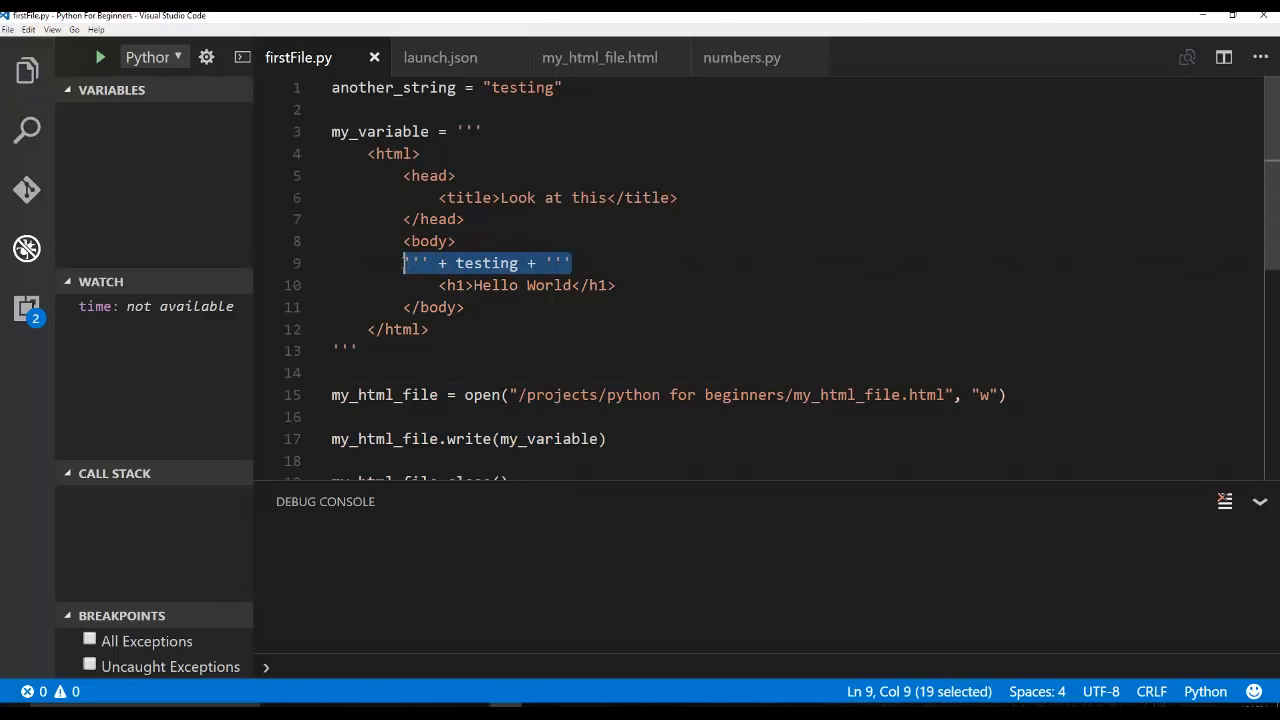 firstFile.py - Python For Beginners - Visual Studio Code
File Edit View Go Help
Python firstFile.py launch.json my_html_file.html numbers.py
VARIABLES
WATCH
time: not available
CALL STACK
BREAKPOINTS
All Exceptions
Uncaught Exceptions
2
1 another_string = "testing"
2
3 my_variable = '''
4 <html>
5 <head>
6 <title>Look at this</title>
7 </head>
8 <body>
9 ''' + testing + '''
10 <h1>Hello World</h1>
11 </body>
12 </html>
13 '''
14
15 my_html_file = open("/projects/python for beginners/my_html_file.html", "w")
16
17 my_html_file.write(my_variable)
18
my_html_file.close()
DEBUG CONSOLE
0 0 Ln 9, Col 9 (19 selected) Spaces: 4 UTF-8 CRLF Python